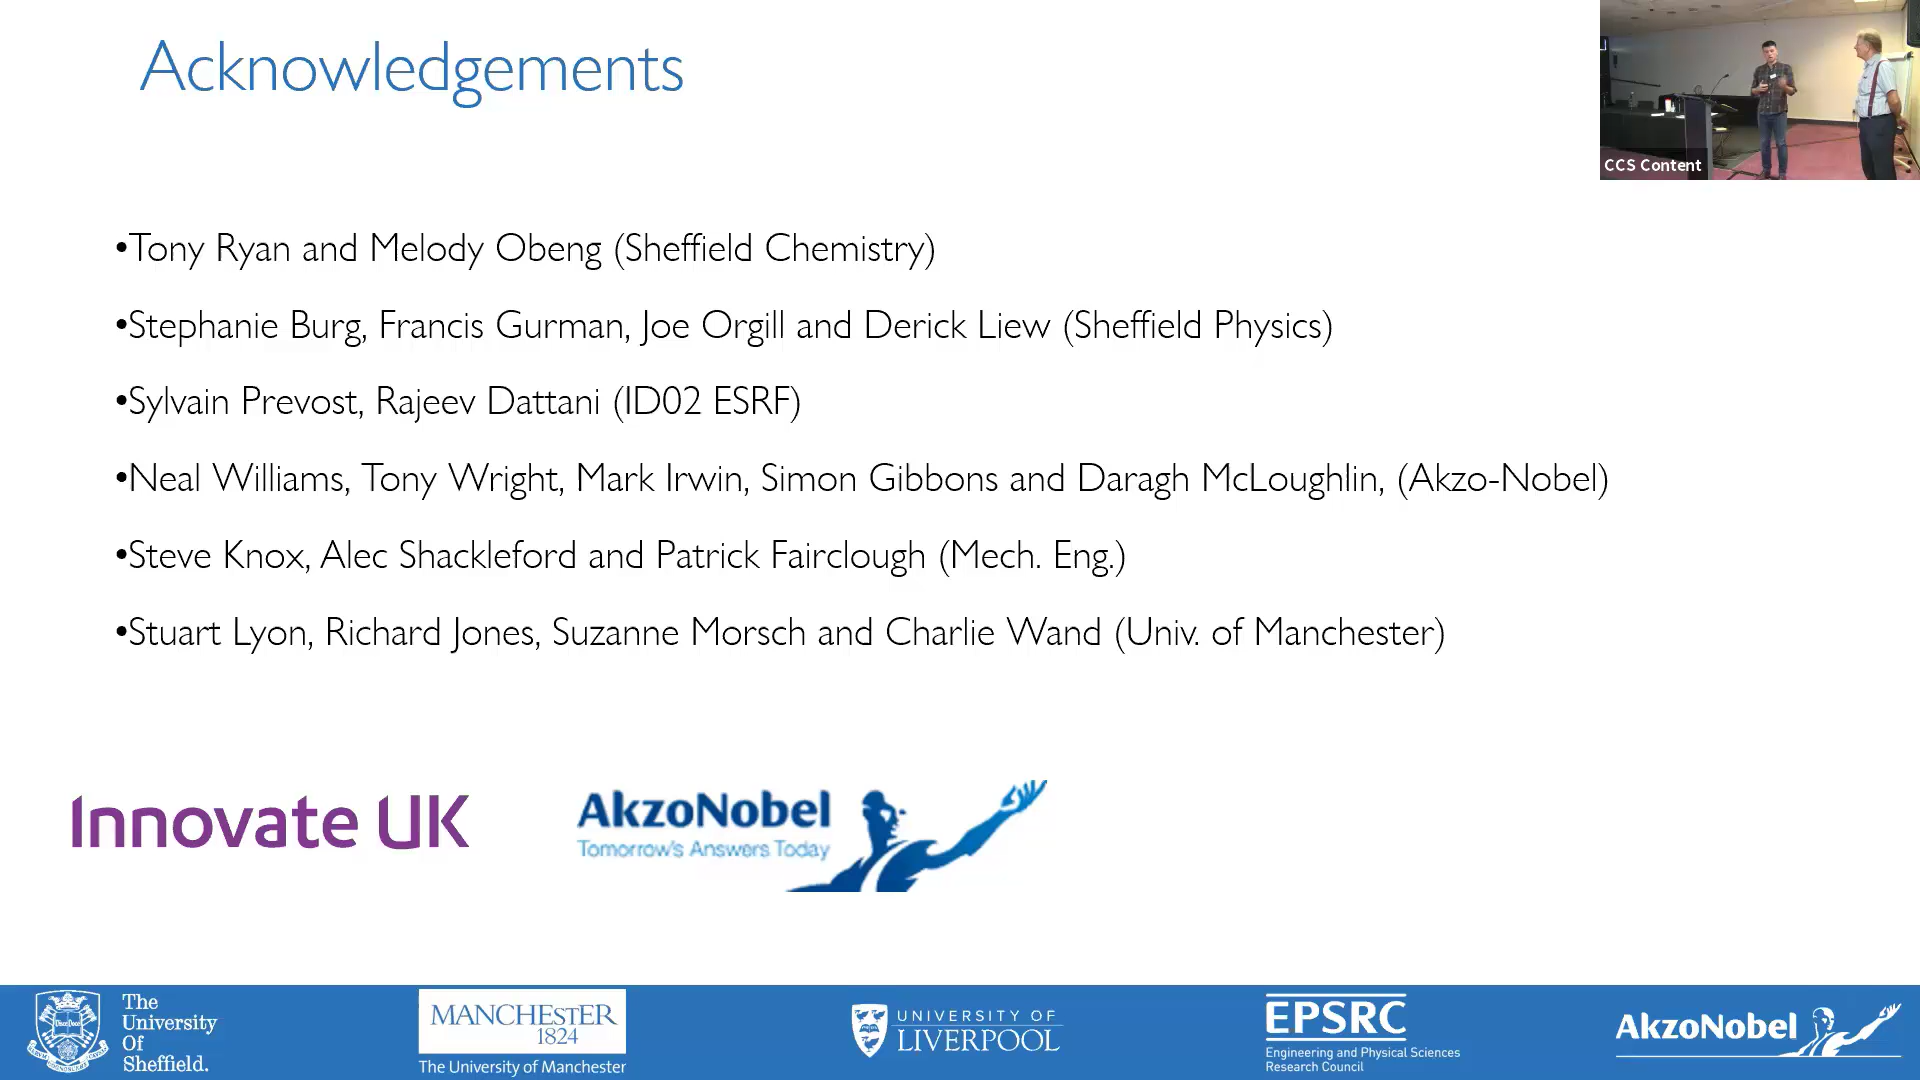 Acknowledgements
CCS Content
•Tony Ryan and Melody Obeng (Sheffield Chemistry)
•Stephanie Burg, Francis Gurman, Joe Orgill and Derick Liew (Sheffield Physics)
•Sylvain Prevost, Rajeev Dattani (ID02 ESRF)
•Neal Williams, Tony Wright, Mark Irwin, Simon Gibbons and Daragh McLoughlin, (Akzo-Nobel)
•Steve Knox, Alec Shackleford and Patrick Fairclough (Mech. Eng.)
•Stuart Lyon, Richard Jones, Suzanne Morsch and Charlie Wand (Univ. of Manchester)
Innovate UK
AkzoNobel
Tomorrow's Answers Today
The
University
Of
Sheffield.
MANCHESTER
1824
The University of Manchester
UNIVERSITY OF
LIVERPOOL
EPSRC
Engineering and Physical Sciences
Research Council
AkzoNobel